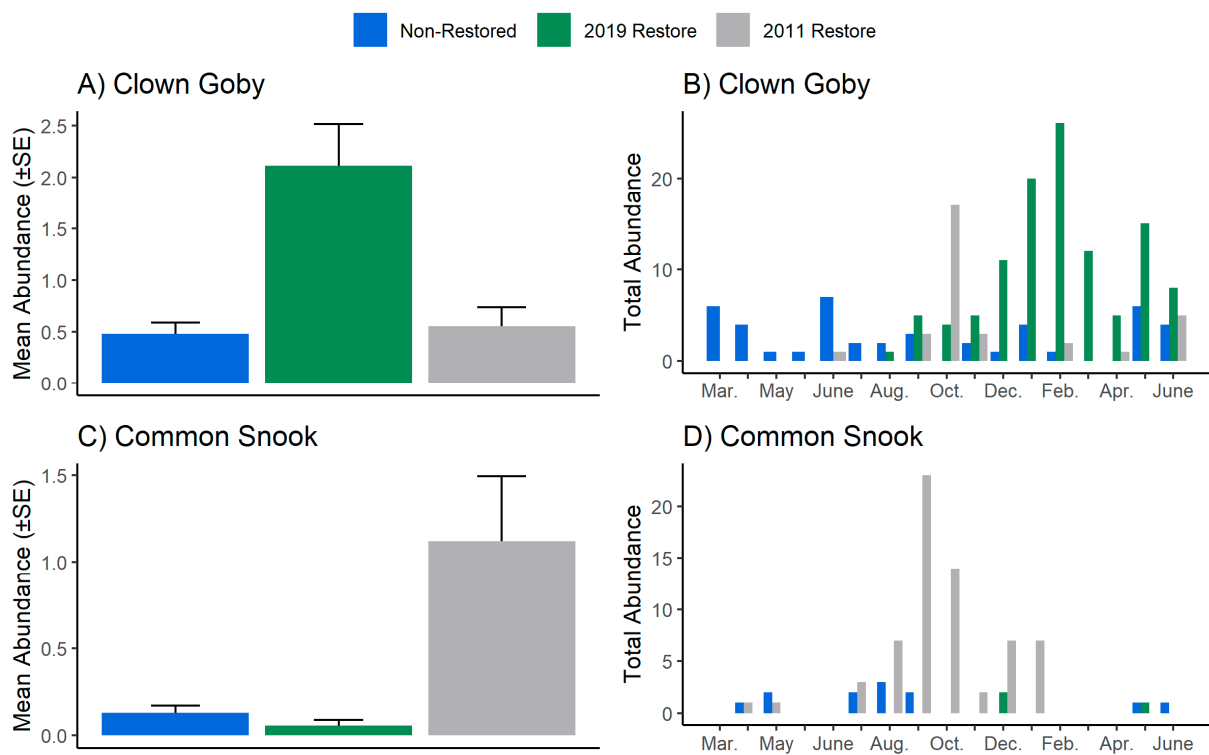 Non-Restored 2019 Restore 2011 Restore
A) Clown Goby
Mean Abundance (±SE)
2.5
2.0
1.5
1.0
0.5
0.0
B) Clown Goby
Total Abundance
20
10
0
Mar. May June Aug. Oct. Dec. Feb. Apr. June
C) Common Snook
Mean Abundance (±SE)
1.5
1.0
0.5
0.0
D) Common Snook
Total Abundance
20
15
10
5
0
Mar. May June Aug. Oct. Dec. Feb. Apr. June